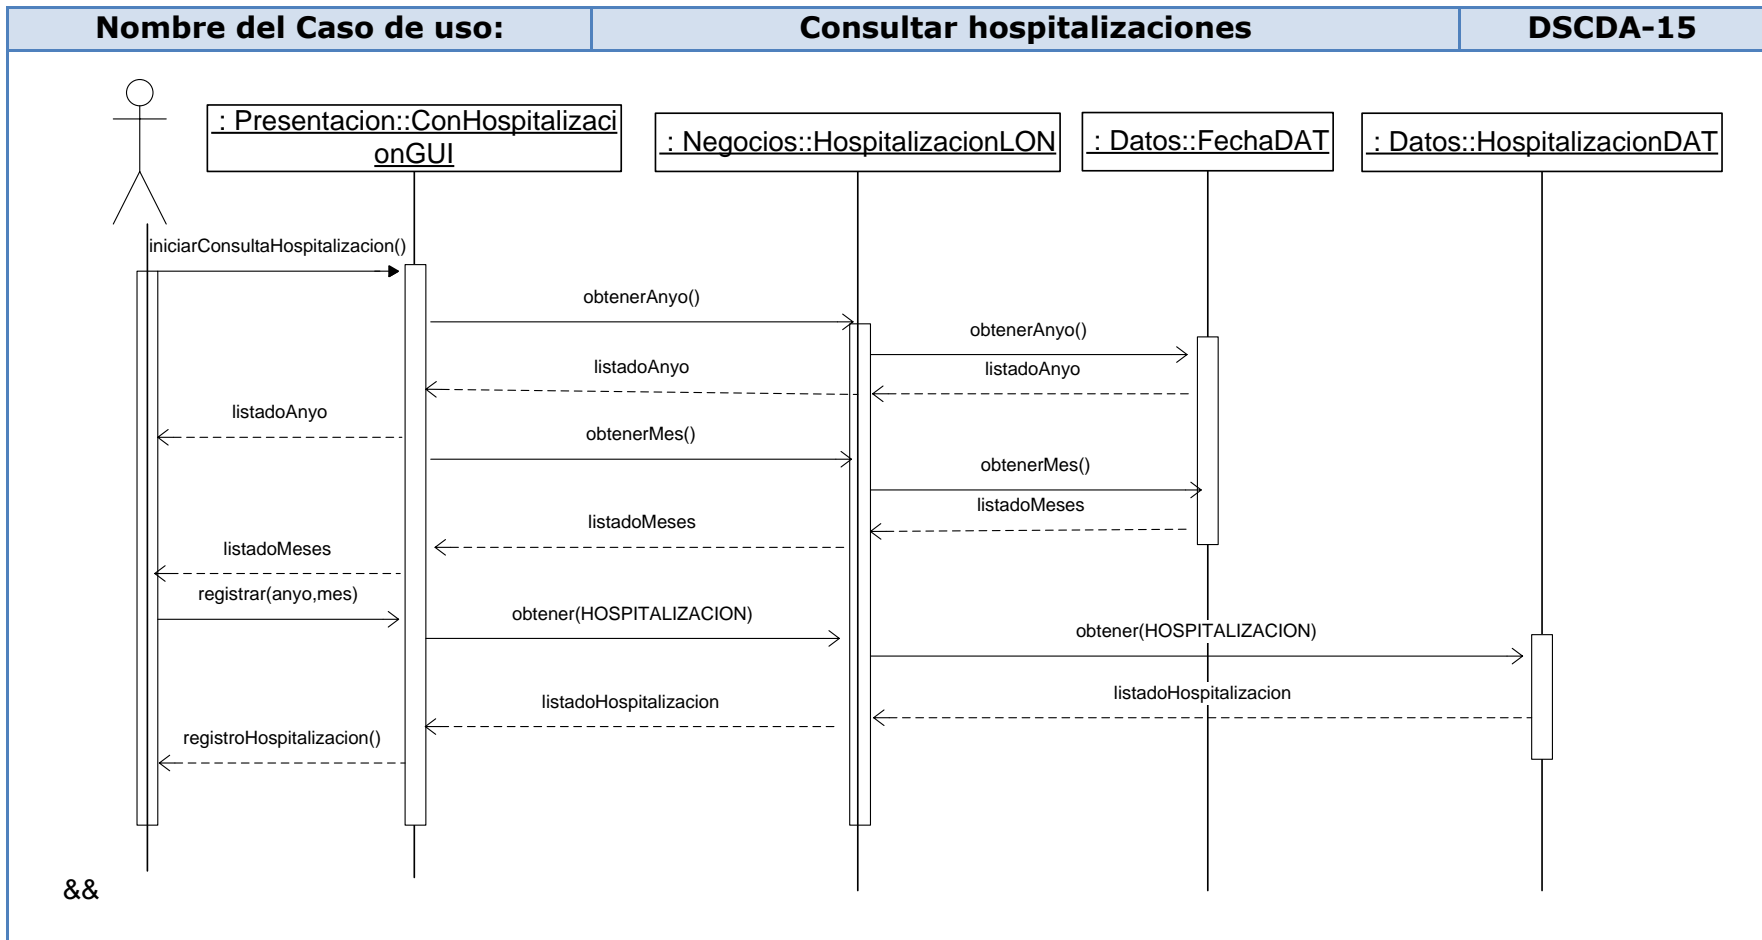 Nombre del Caso de uso:
Consultar hospitalizaciones
DSCDA-15
: Presentacion::ConHospitalizaci
onGUI
: Negocios::HospitalizacionLON
: Datos::FechaDAT
: Datos::HospitalizacionDAT
iniciarConsultaHospitalizacion()
obtenerAnyo()
obtenerAnyo()
listadoAnyo
listadoAnyo
listadoAnyo
obtenerMes()
obtenerMes()
listadoMeses
listadoMeses
listadoMeses
registrar(anyo,mes)
obtener(HOSPITALIZACION)
obtener(HOSPITALIZACION)
listadoHospitalizacion
listadoHospitalizacion
registroHospitalizacion()
&&